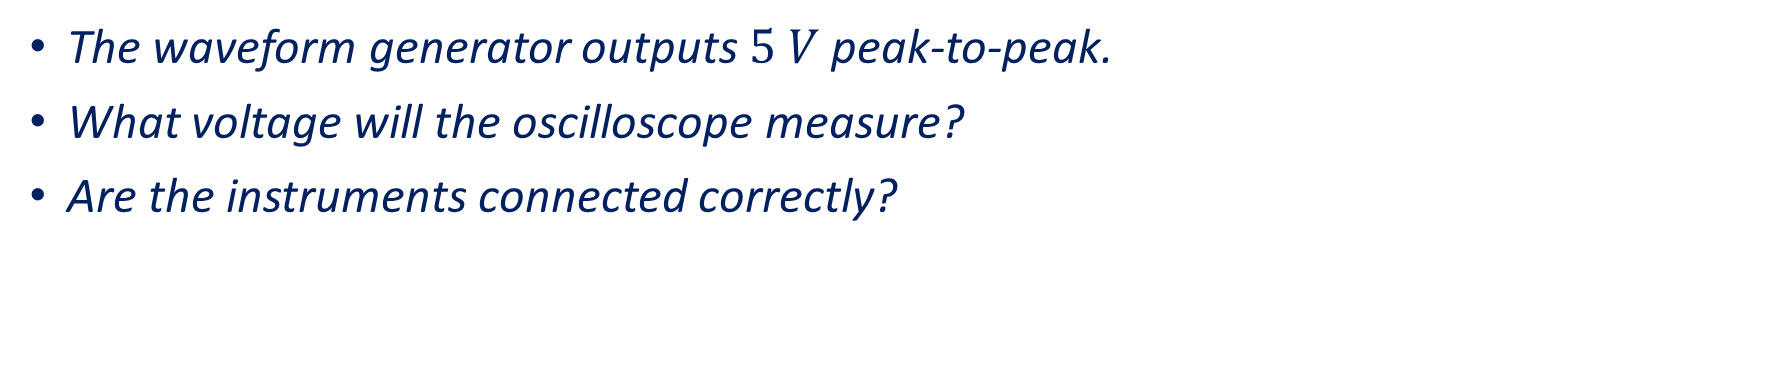 • The waveform generator outputs 5 V peak-to-peak.
• What voltage will the oscilloscope measure?
• Are the instruments connected correctly?